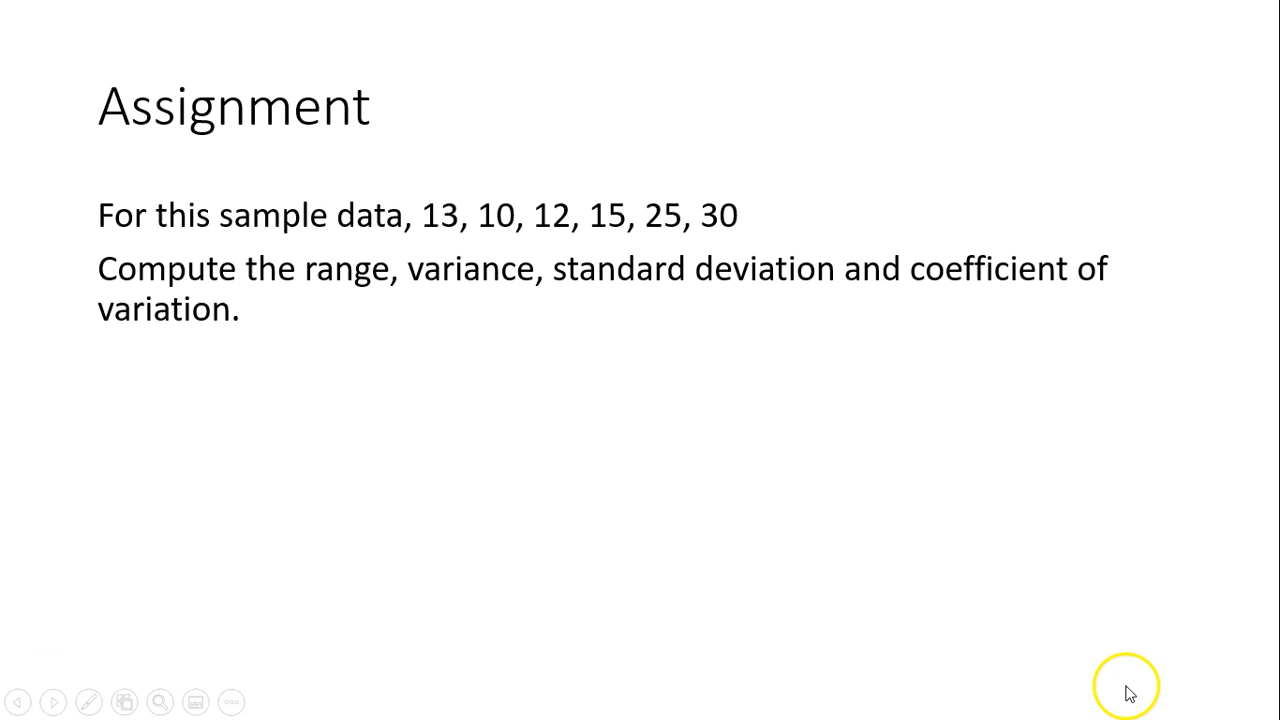 Assignment
For this sample data, 13, 10, 12, 15, 25, 30
Compute the range, variance, standard deviation and coefficient of
variation.